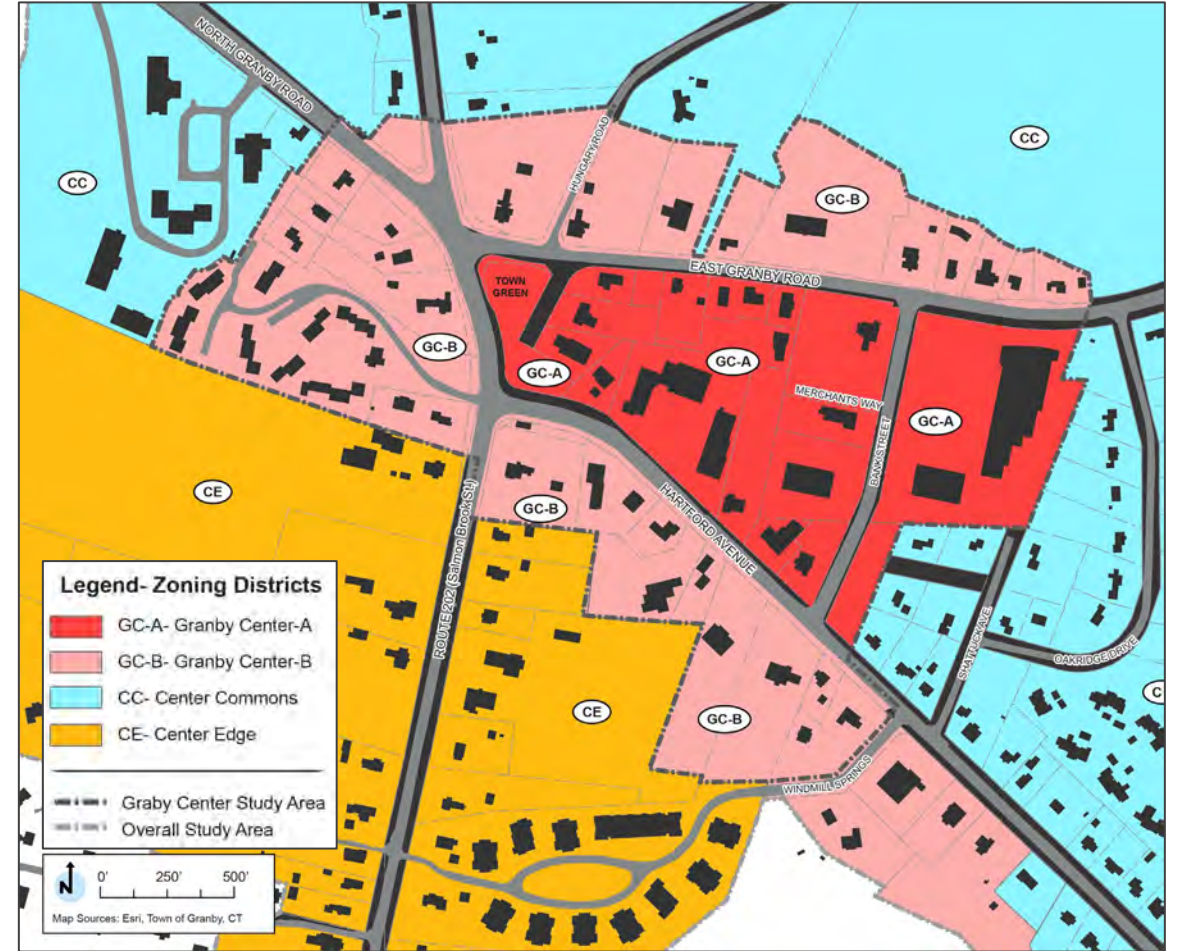 NORTH GRANBY ROAD
HUNGARY ROAD
CC
CC
GC-B
EAST GRANBY ROAD
TOWN
GREEN
GC-B
GC-A
GC-A
MERCHANTS WAY
GC-A
BANK STREET
CE
GC-B
HARTFORD AVENUE
ROUTE 202 (Salmon Brook St.)
SHATTUCK AVE.
OAKRIDGE DRIVE
C
CE
GC-B
WINDMILL SPRINGS
Legend- Zoning Districts
GC-A- Granby Center-A
GC-B- Granby Center-B
CC- Center Commons
CE- Center Edge
Graby Center Study Area
Overall Study Area
N
0' 250' 500'
Map Sources: Esri, Town of Granby, CT